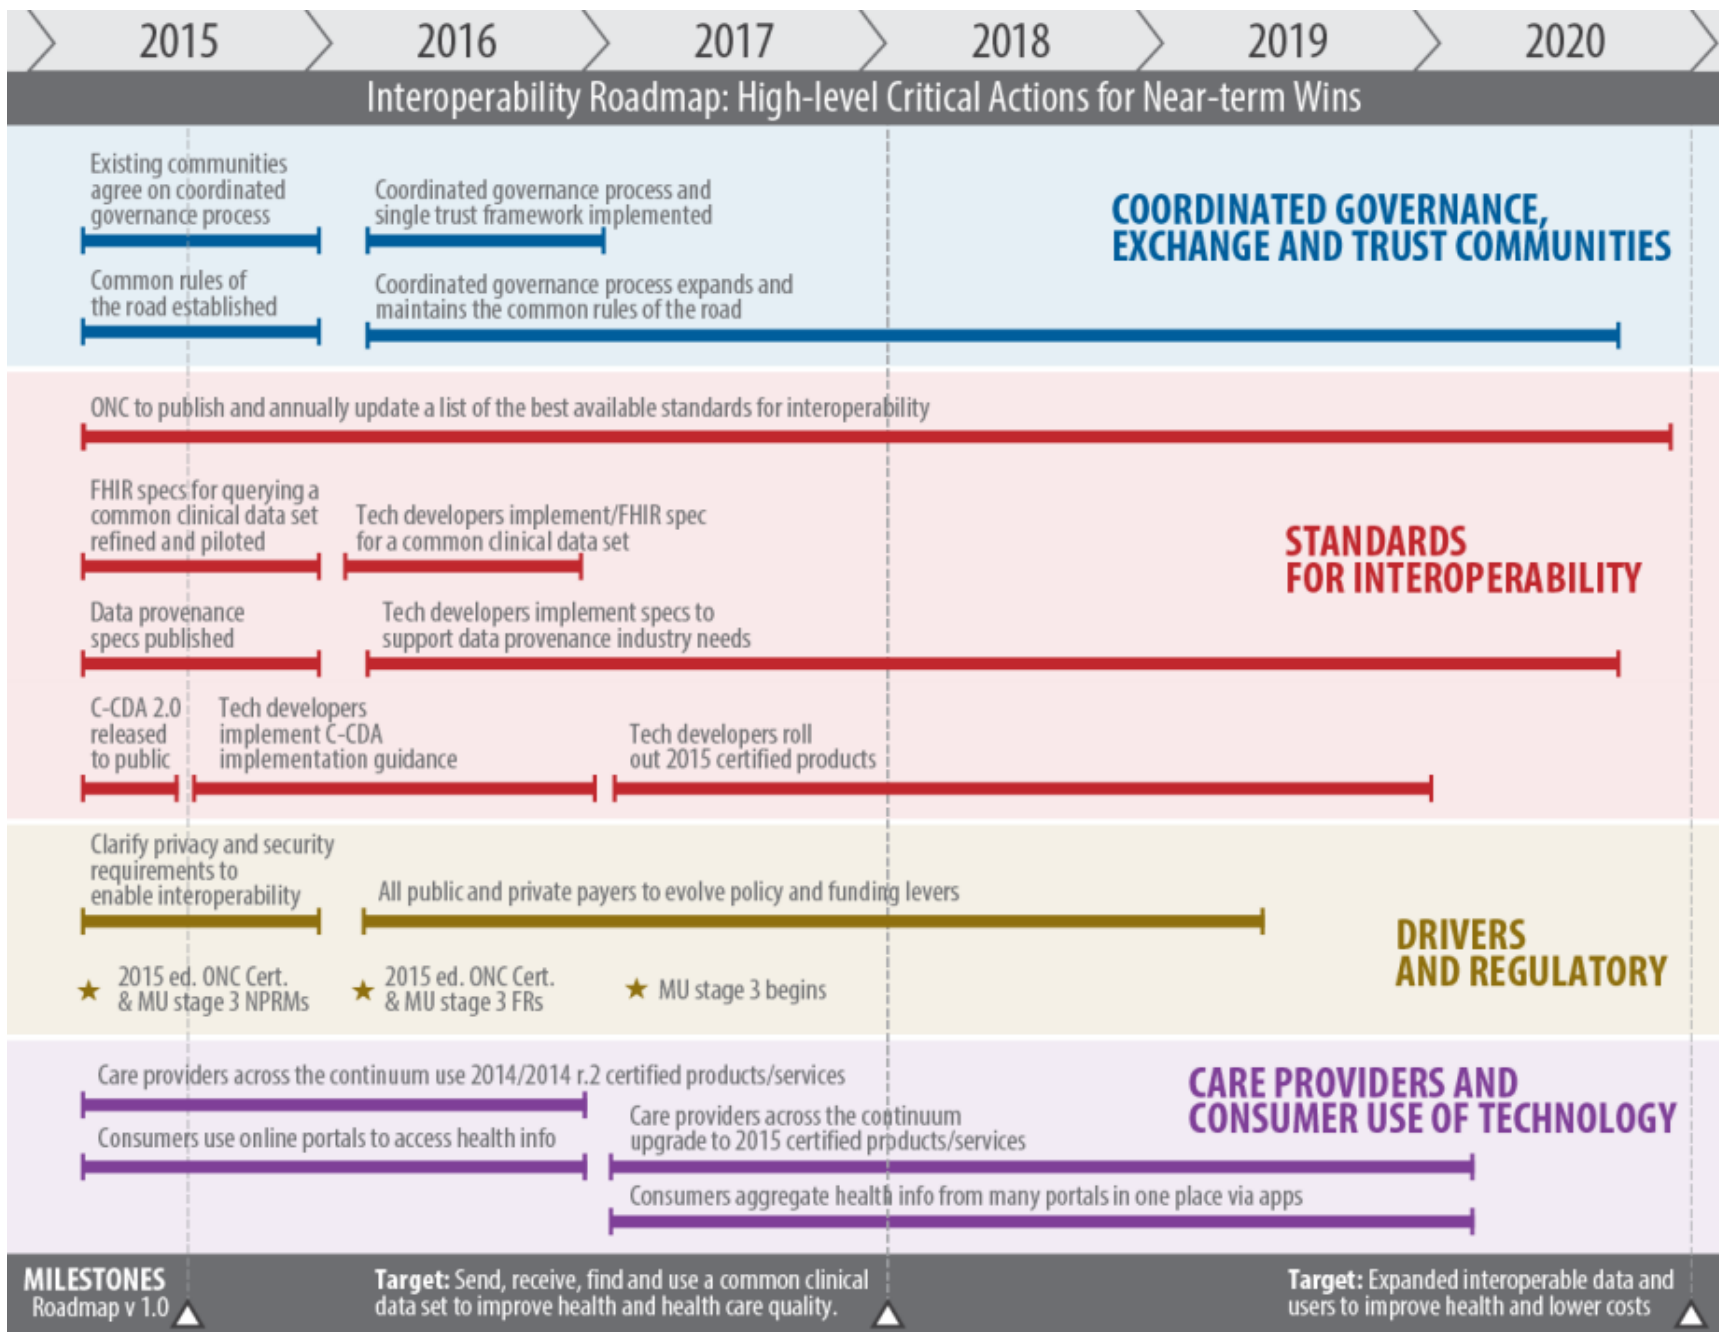 2015 2016 2017 2018 2019 2020
Interoperability Roadmap: High-level Critical Actions for Near-term Wins
Existing communities
agree on coordinated
governance process
Coordinated governance process and
single trust framework implemented
COORDINATED GOVERNANCE,
EXCHANGE AND TRUST COMMUNITIES
Common rules of
the road established
Coordinated governance process expands and
maintains the common rules of the road
ONC to publish and annually update a list of the best available standards for interoperability
FHIR specs for querying a
common clinical data set
refined and piloted
Tech developers implement/FHIR spec
for a common clinical data set
STANDARDS
FOR INTEROPERABILITY
Data provenance
specs published
Tech developers implement specs to
support data provenance industry needs
C-CDA 2.0
released
to public
Tech developers
implement C-CDA
implementation guidance
Tech developers roll
out 2015 certified products
Clarify privacy and security
requirements to
enable interoperability
All public and private payers to evolve policy and funding levers
DRIVERS
AND REGULATORY
2015 ed. ONC Cert.
& MU stage 3 NPRMs
2015 ed. ONC Cert.
& MU stage 3 FRs
MU stage 3 begins
Care providers across the continuum use 2014/2014 r.2 certified products/services
CARE PROVIDERS AND
CONSUMER USE OF TECHNOLOGY
Consumers use online portals to access health info
Care providers across the continuum
upgrade to 2015 certified products/services
Consumers aggregate health info from many portals in one place via apps
MILESTONES
Roadmap v 1.0
Target: Send, receive, find and use a common clinical
data set to improve health and health care quality.
Target: Expanded interoperable data and
users to improve health and lower costs